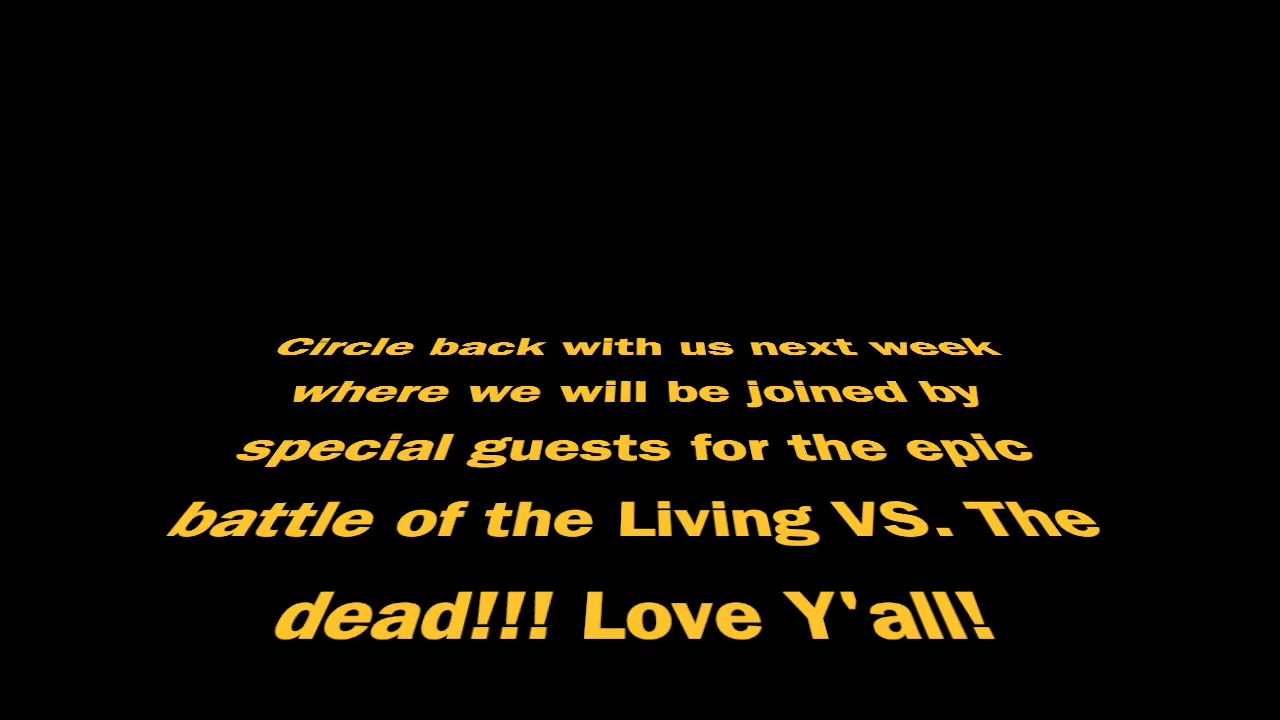 Circle back with us next week
where we will be joined by
special guests for the epic
battle of the Living VS. The
dead!!! Love Y'all!